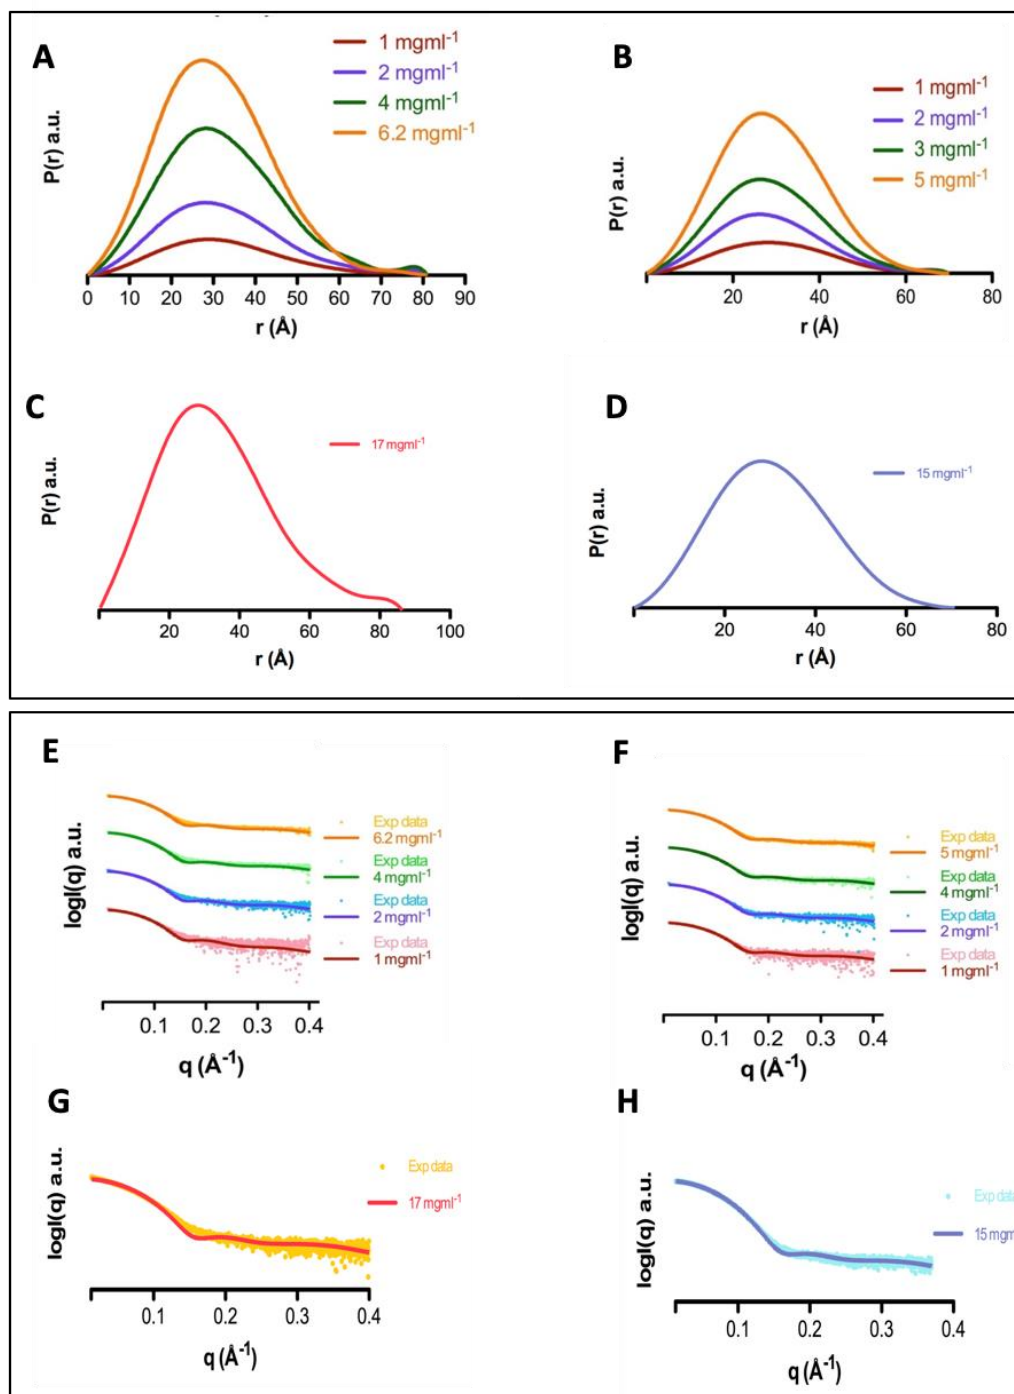 A
1 mgml-1
2 mgml-1
4 mgml-1
6.2 mgml-1
P(r) a.u.
0 10 20 30 40 50 60 70 80 90
r (Å)
B
1 mgml-1
2 mgml-1
3 mgml-1
5 mgml-1
P(r) a.u.
20 40 60 80
r (Å)
C
17 mgml-1
P(r) a.u.
20 40 60 80 100
r (Å)
D
15 mgml-1
P(r) a.u.
20 40 60 80
r (Å)
E
logI(q) a.u.
Exp data
6.2 mgml-1
Exp data
4 mgml-1
Exp data
2 mgml-1
Exp data
1 mgml-1
0.1 0.2 0.3 0.4
q (Å-1)
F
logI(q) a.u.
Exp data
5 mgml-1
Exp data
4 mgml-1
Exp data
2 mgml-1
Exp data
1 mgml-1
0.1 0.2 0.3 0.4
q (Å-1)
G
logI(q) a.u.
Exp data
17 mgml-1
0.1 0.2 0.3 0.4
q (Å-1)
H
logI(q) a.u.
Exp dat
15 mgm
0.1 0.2 0.3 0.4
q (Å-1)